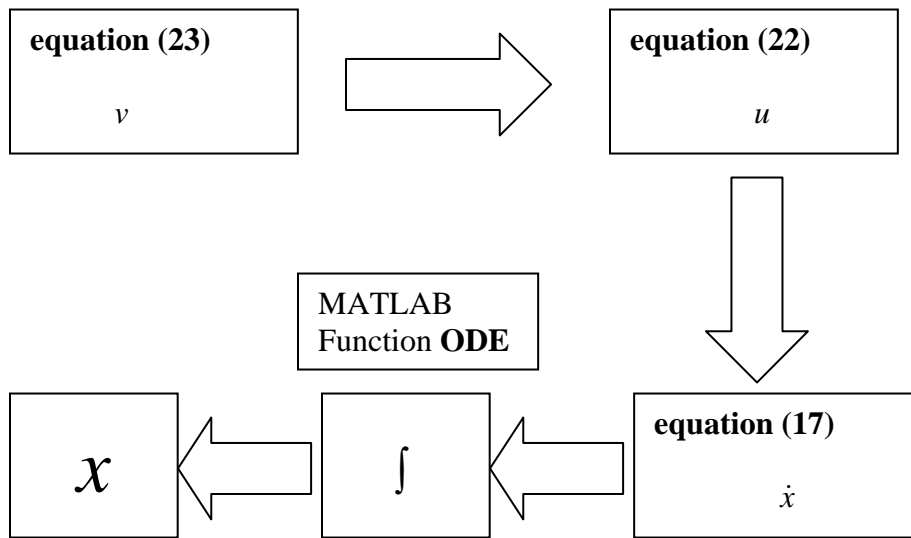 equation (23)
v
equation (22)
u
MATLAB
Function ODE
equation (17)
ẋ
∫
x